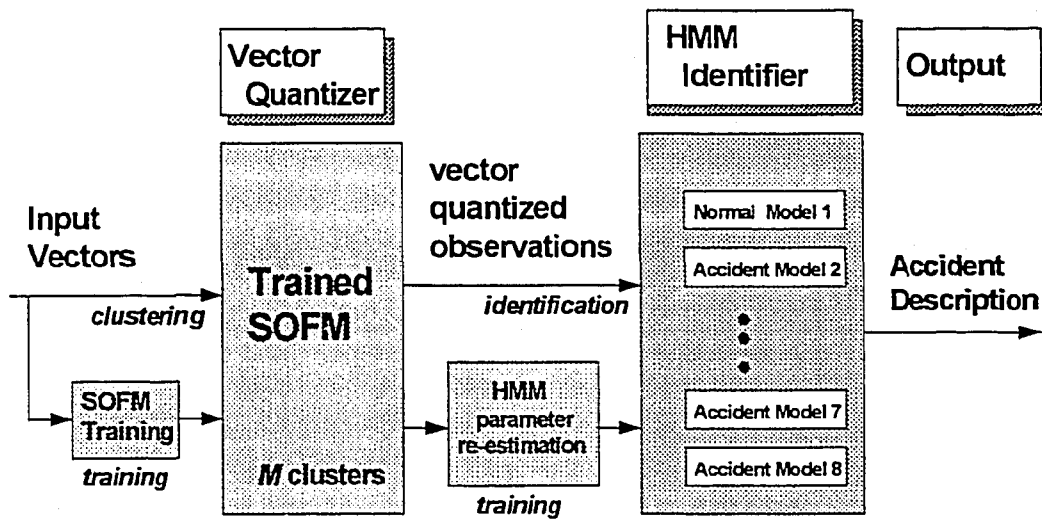 Vector
Quantizer
HMM
Identifier
Output
Input
Vectors
clustering
SOFM
Training
training
Trained
SOFM
M clusters
vector
quantized
observations
identification
HMM
parameter
re-estimation
training
Normal Model 1
Accident Model 2
Accident Model 7
Accident Model 8
Accident
Description